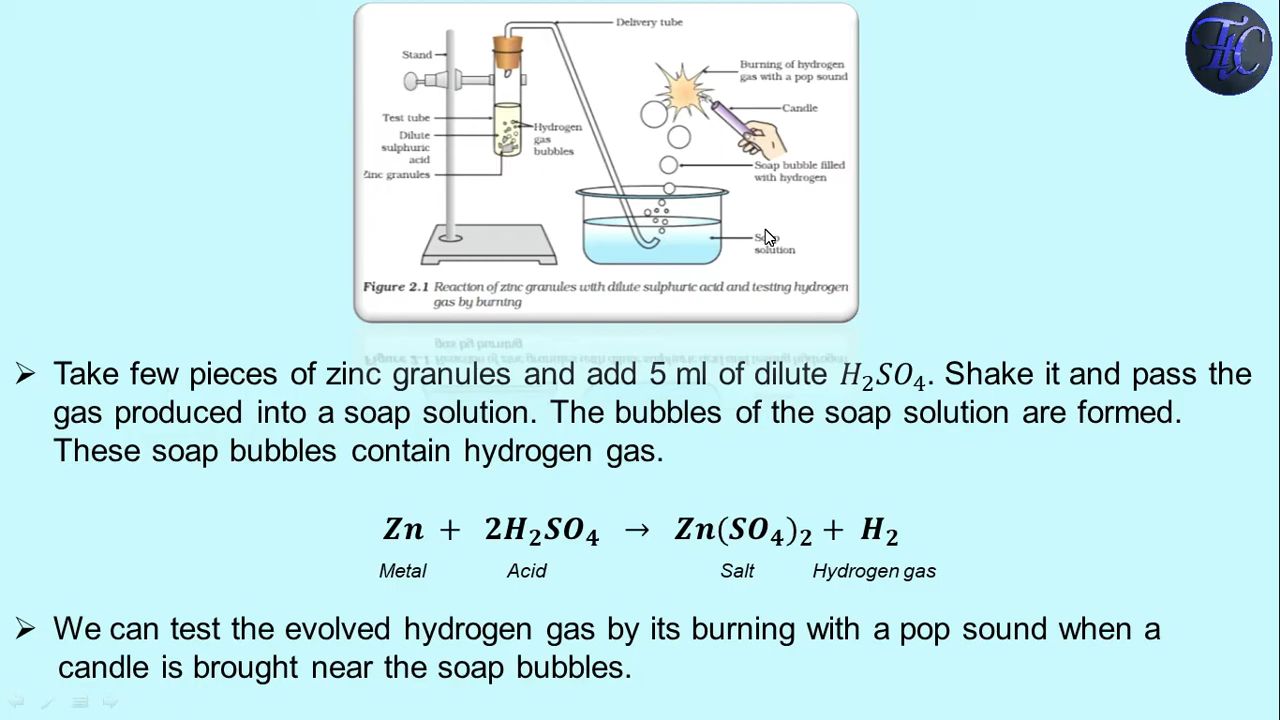 Delivery tube
Stand
Burning of hydrogen
gas with a pop sound
Candle
Test tube
Dilute
sulphuric
acid
Hydrogen
gas
bubbles
Zinc granules
Soap bubble filled
with hydrogen
solution
Figure 2.1 Reaction of zinc granules with dilute sulphuric acid and testing hydrogen
gas by burning
➢ Take few pieces of zinc granules and add 5 ml of dilute H₂SO₄. Shake it and pass the
gas produced into a soap solution. The bubbles of the soap solution are formed.
These soap bubbles contain hydrogen gas.
Zn + 2H₂SO₄ → Zn(SO₄)₂ + H₂
Metal Acid Salt Hydrogen gas
➢ We can test the evolved hydrogen gas by its burning with a pop sound when a
candle is brought near the soap bubbles.